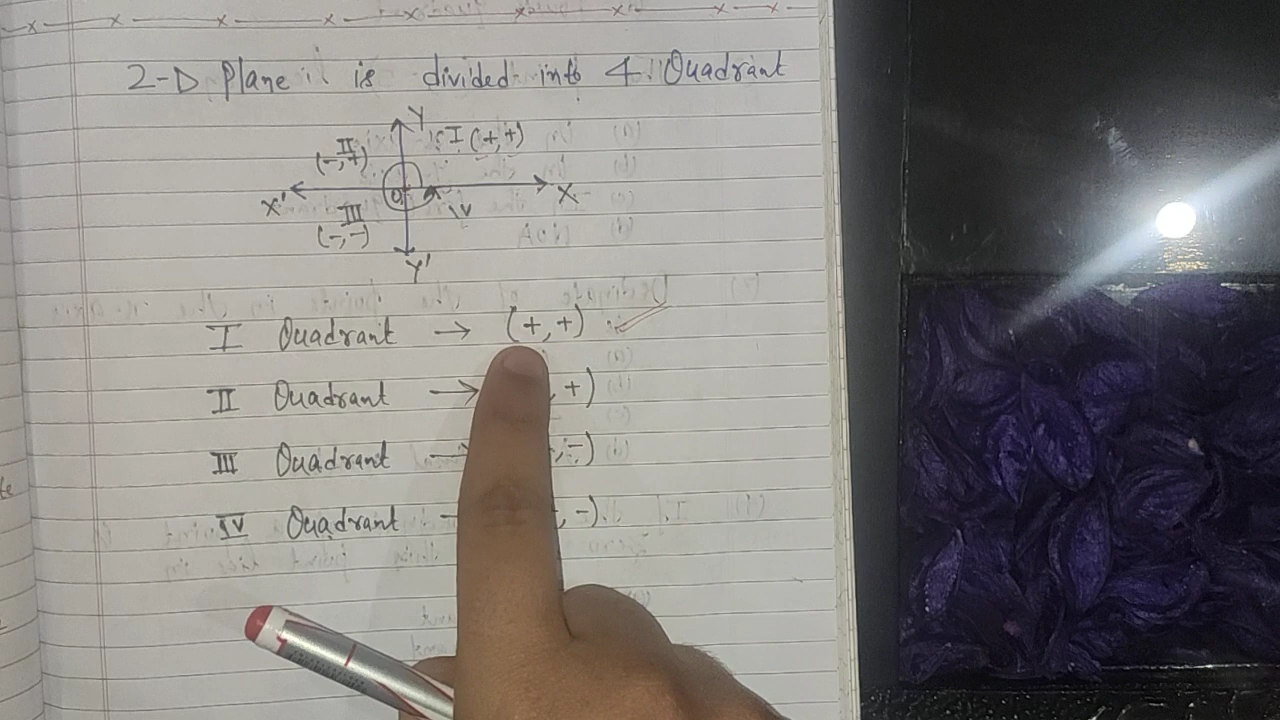 2-D Plane is divided into 4 Quadrant
Y
II I (+,+)
(-,+)
X' O X
III IV
(-,-)
Y'
I Quadrant → (+,+)
II Quadrant → ,+)
III Quadrant → ,-)
IV Quadrant ,-).